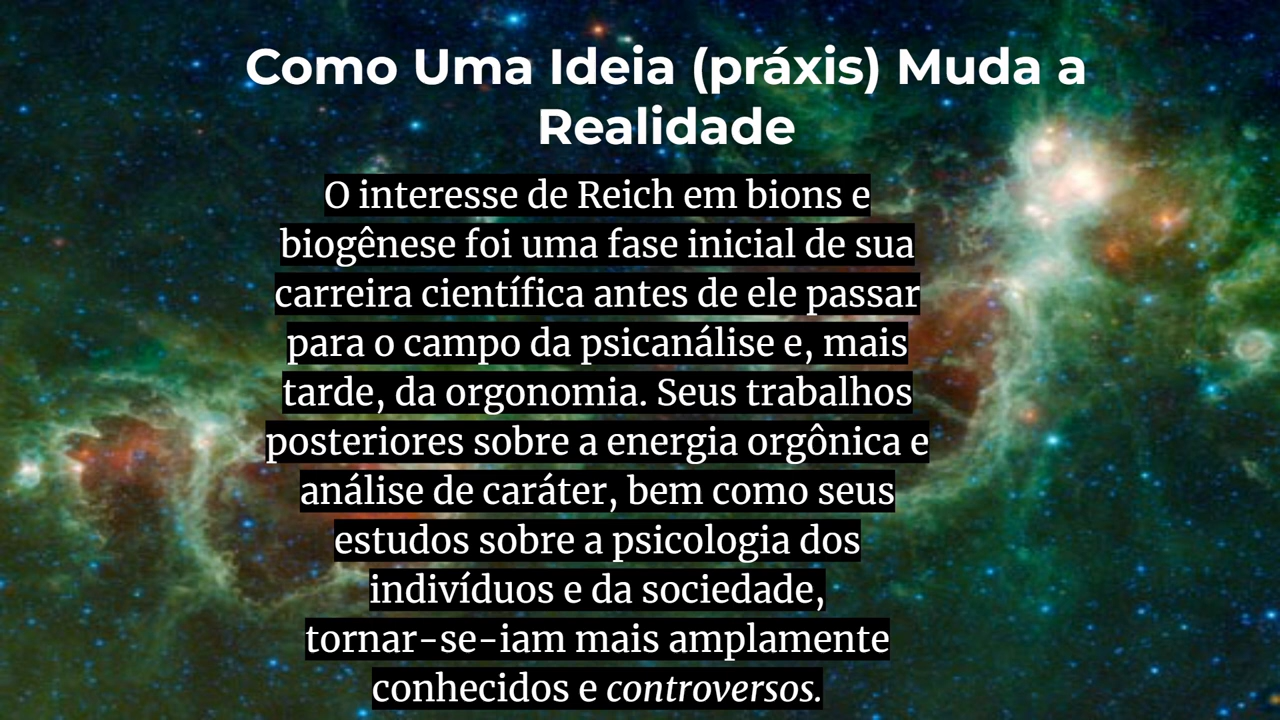 Como Uma Ideia (práxis) Muda a
Realidade
O interesse de Reich em bions e
biogênese foi uma fase inicial de sua
carreira científica antes de ele passar
para o campo da psicanálise e, mais
tarde, da orgonomia. Seus trabalhos
posteriores sobre a energia orgônica e
análise de caráter, bem como seus
estudos sobre a psicologia dos
indivíduos e da sociedade,
tornar-se-iam mais amplamente
conhecidos e controversos.